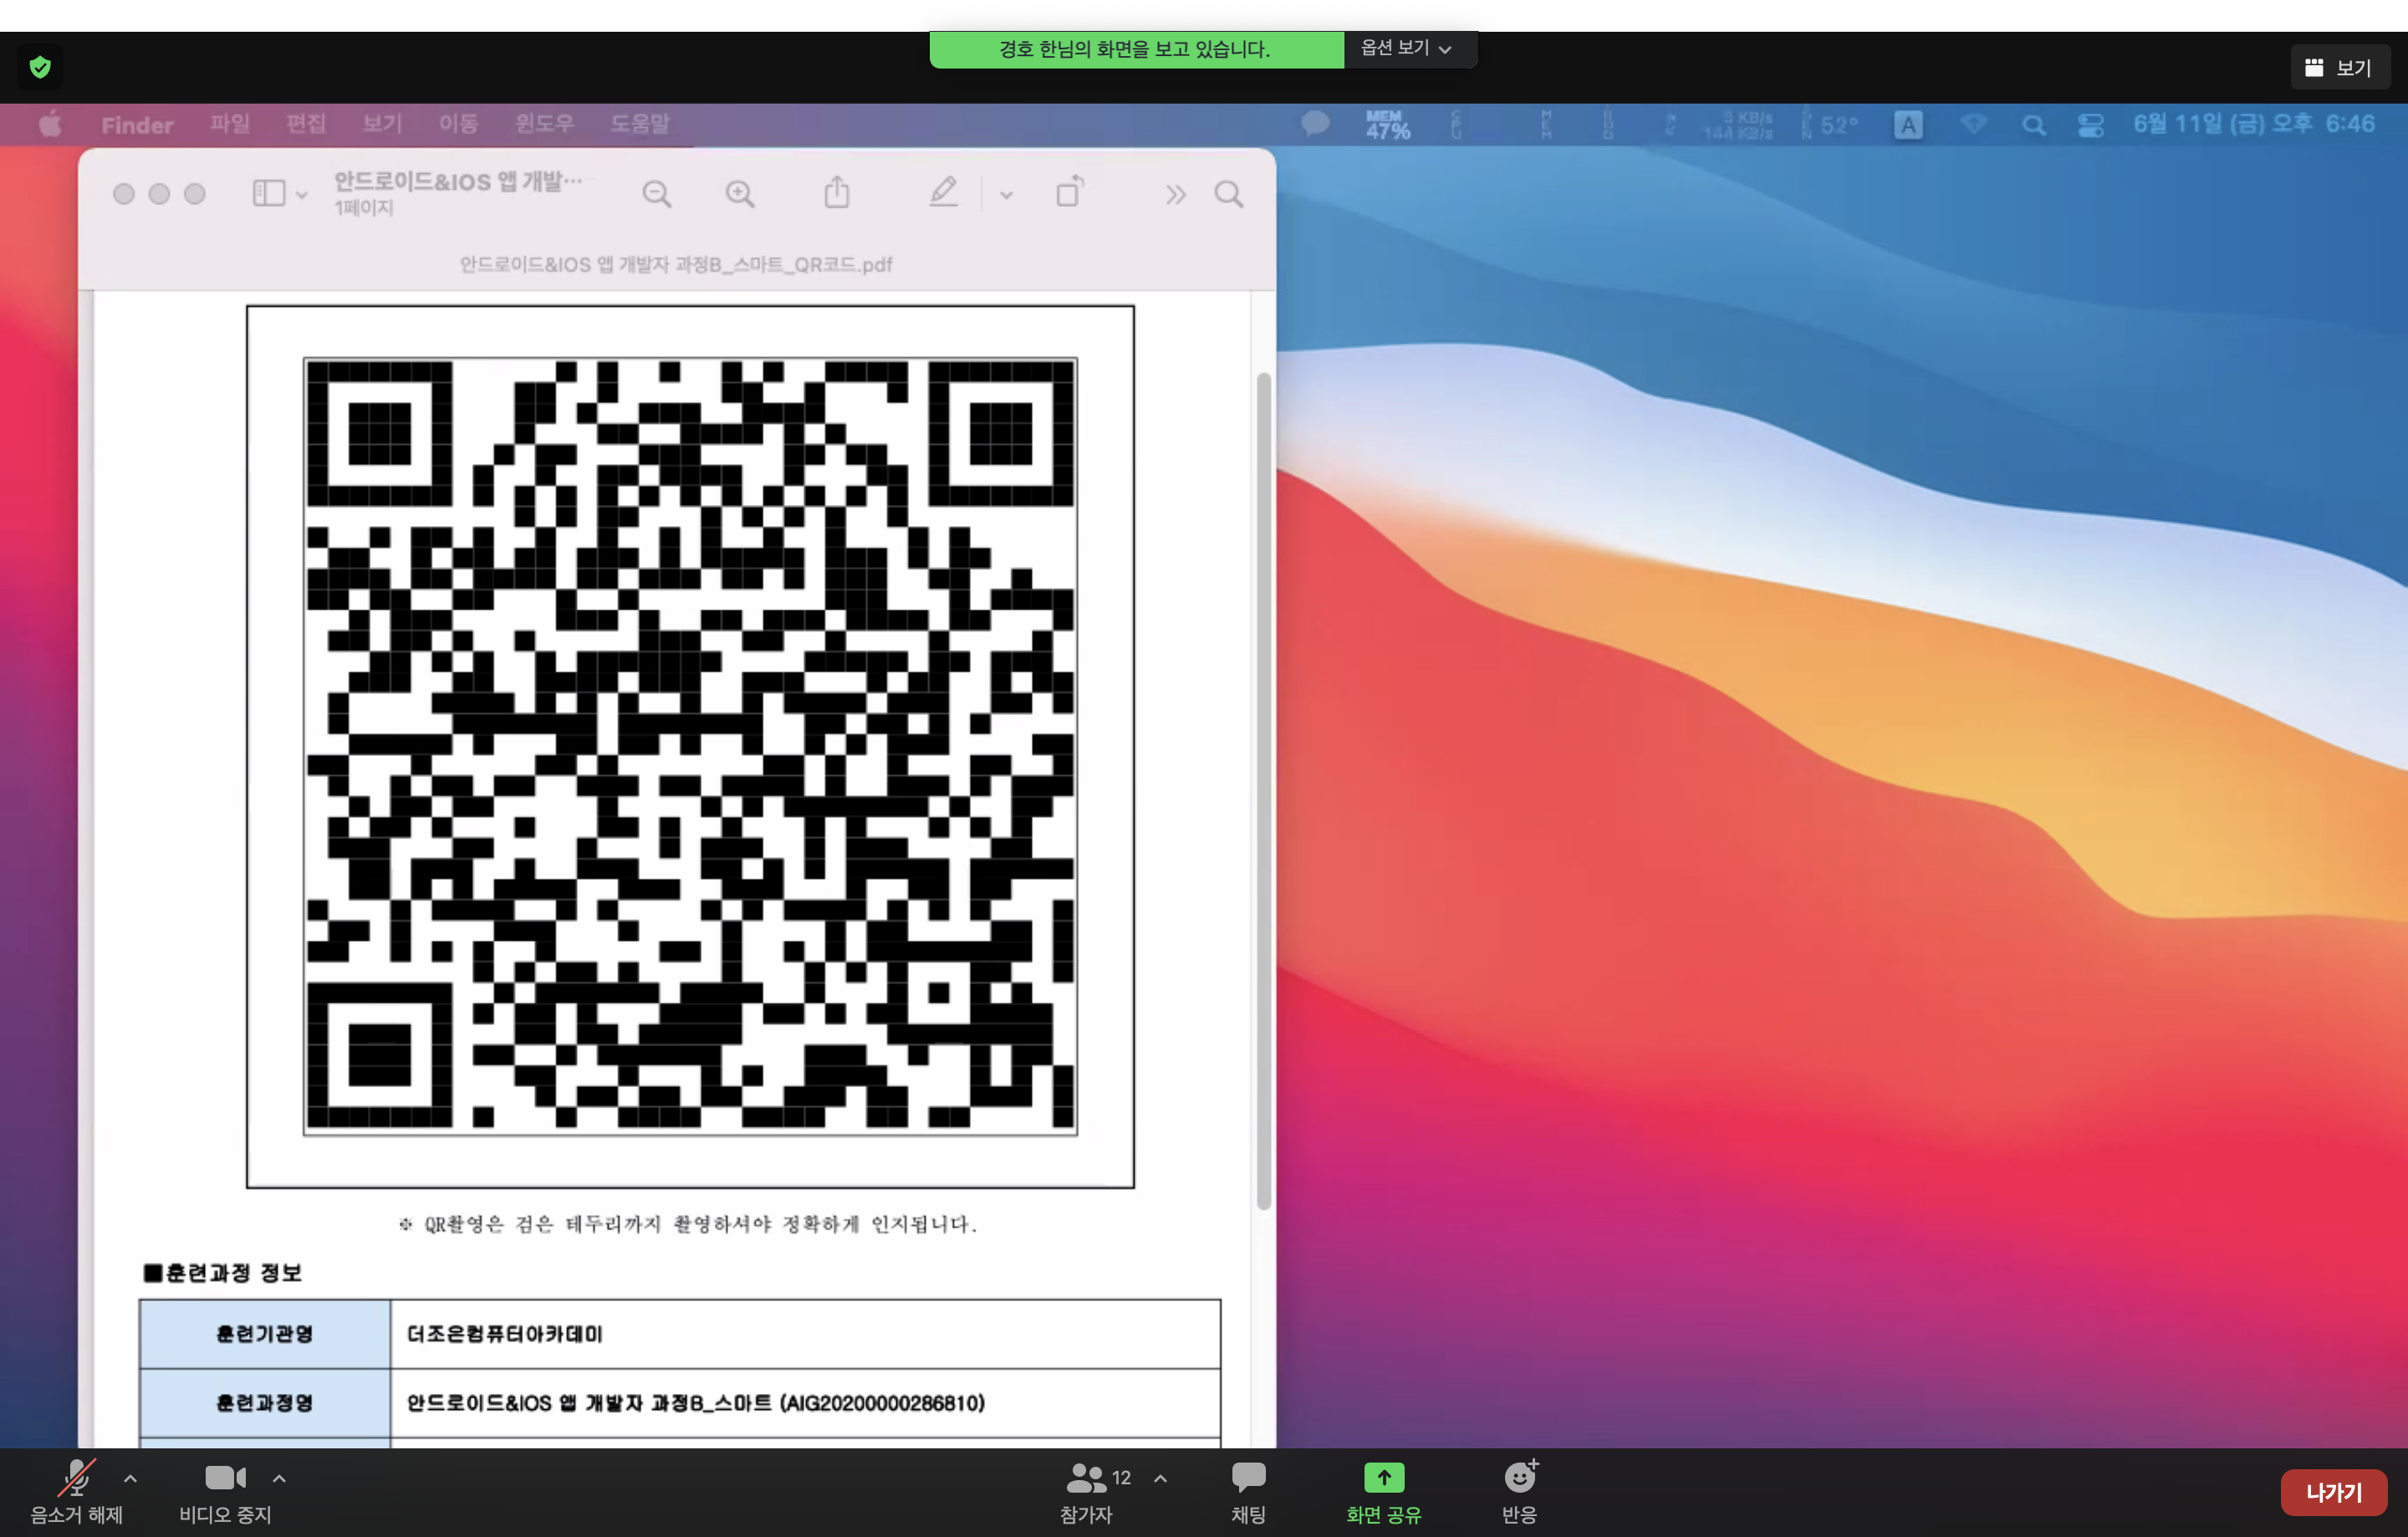 경호 한님의 화면을 보고 있습니다. 옵션 보기
보기
Finder 파일 편집 보기 이동 윈도우 도움말
MEM 47%
52°
A
6월 11일 (금) 오후 6:46
안드로이드&IOS 앱 개발…
1페이지
안드로이드&IOS 앱 개발자 과정B_스마트_QR코드.pdf
※ QR촬영은 검은 테두리까지 촬영하셔야 정확하게 인지됩니다.
■훈련과정 정보
훈련기관명 더조은컴퓨터아카데미
훈련과정명 안드로이드&IOS 앱 개발자 과정B_스마트 (AIG20200000286810)
음소거 해제
비디오 중지
12
참가자
채팅
화면 공유
반응
나가기